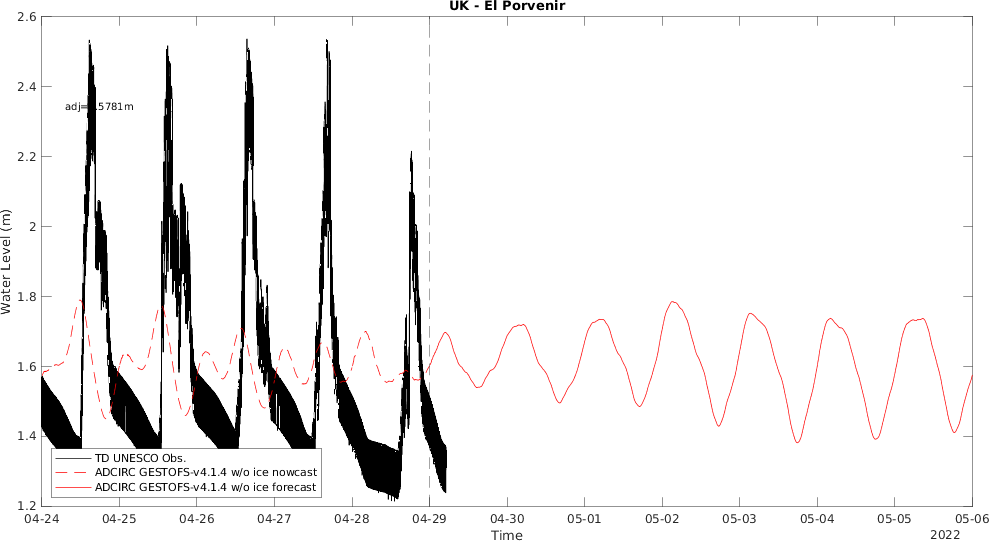 UK - El Porvenir
2.6
2.4
2.2
2
1.8
1.6
1.4
1.2
Water Level (m)
adj= .5781m
TD UNESCO Obs.
ADCIRC GESTOFS-v4.1.4 w/o ice nowcast
ADCIRC GESTOFS-v4.1.4 w/o ice forecast
04-24 04-25 04-26 04-27 04-28 04-29 04-30 05-01 05-02 05-03 05-04 05-05 05-06
Time
2022